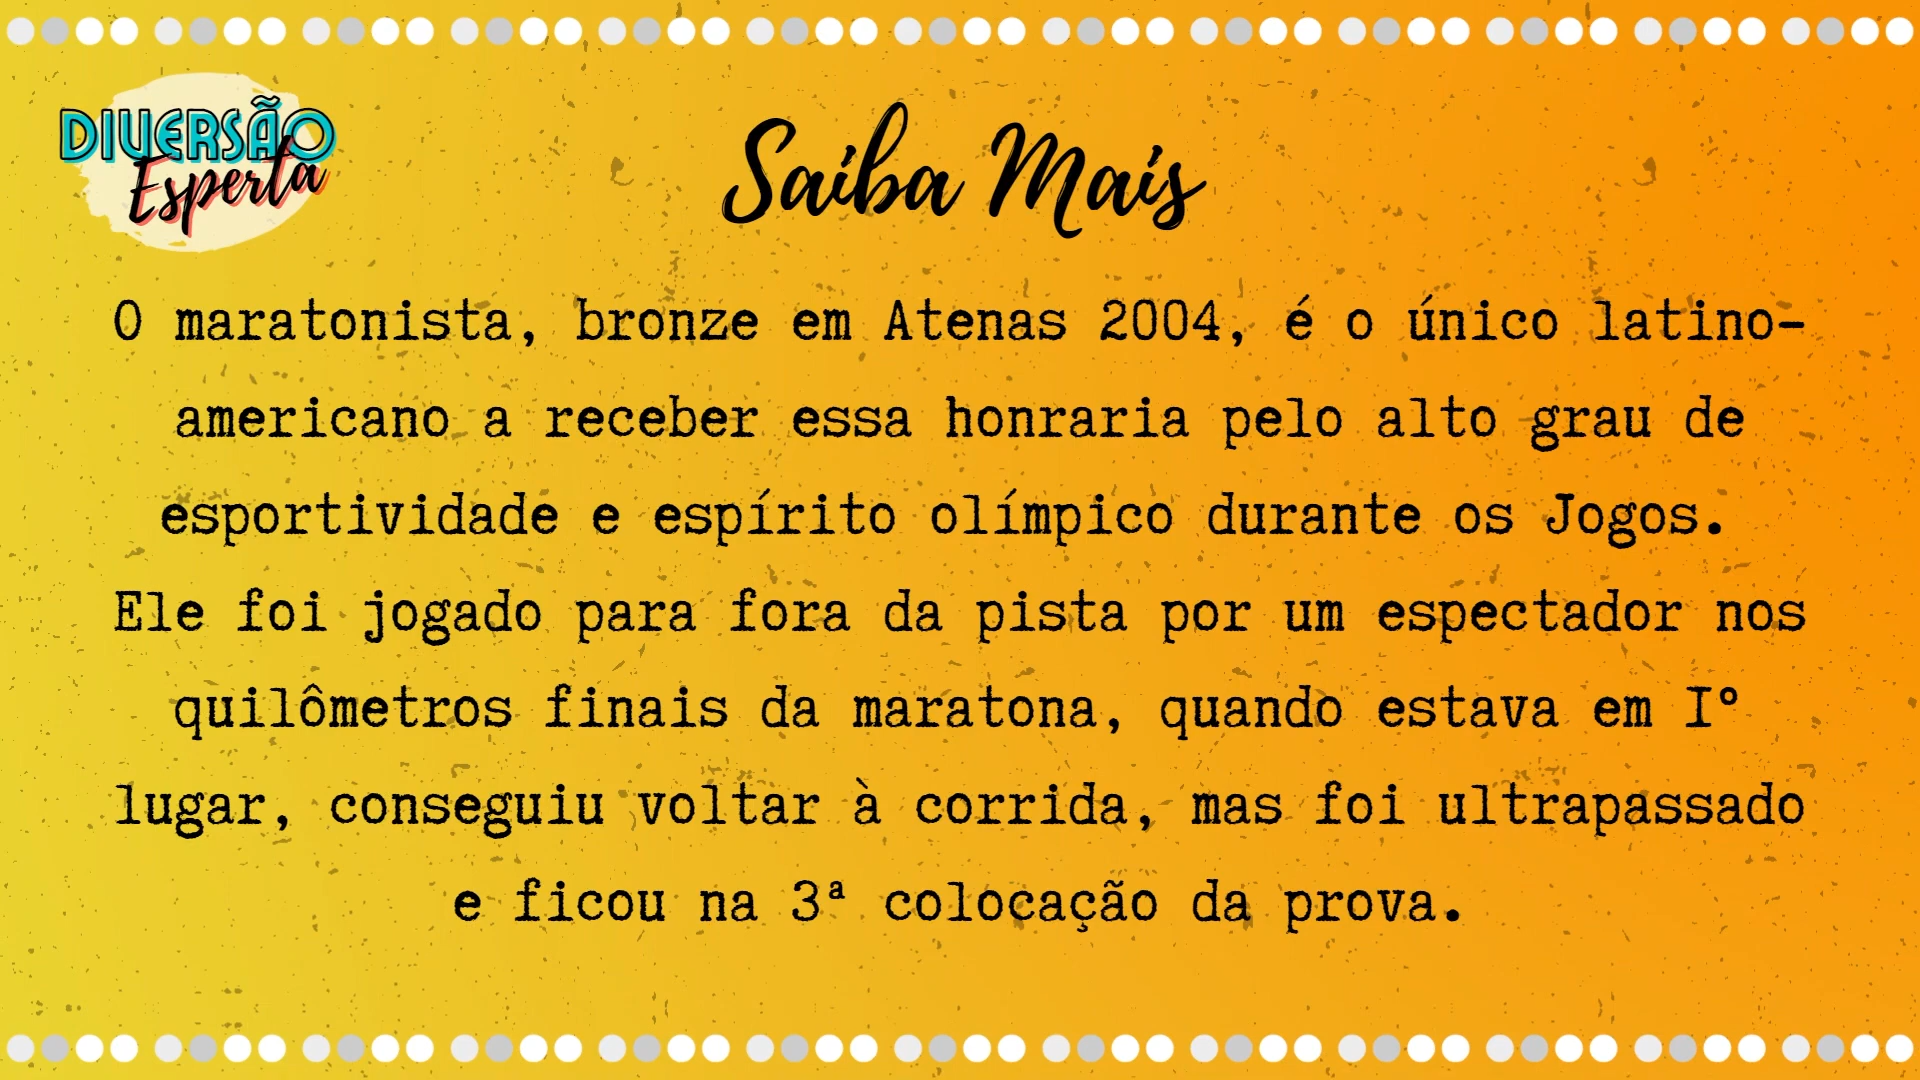 DIVERSÃO
Esperta
Saiba Mais
O maratonista, bronze em Atenas 2004, é o único latino-
americano a receber essa honraria pelo alto grau de
esportividade e espírito olímpico durante os Jogos.
Ele foi jogado para fora da pista por um espectador nos
quilômetros finais da maratona, quando estava em Iº
lugar, conseguiu voltar à corrida, mas foi ultrapassado
e ficou na 3ª colocação da prova.